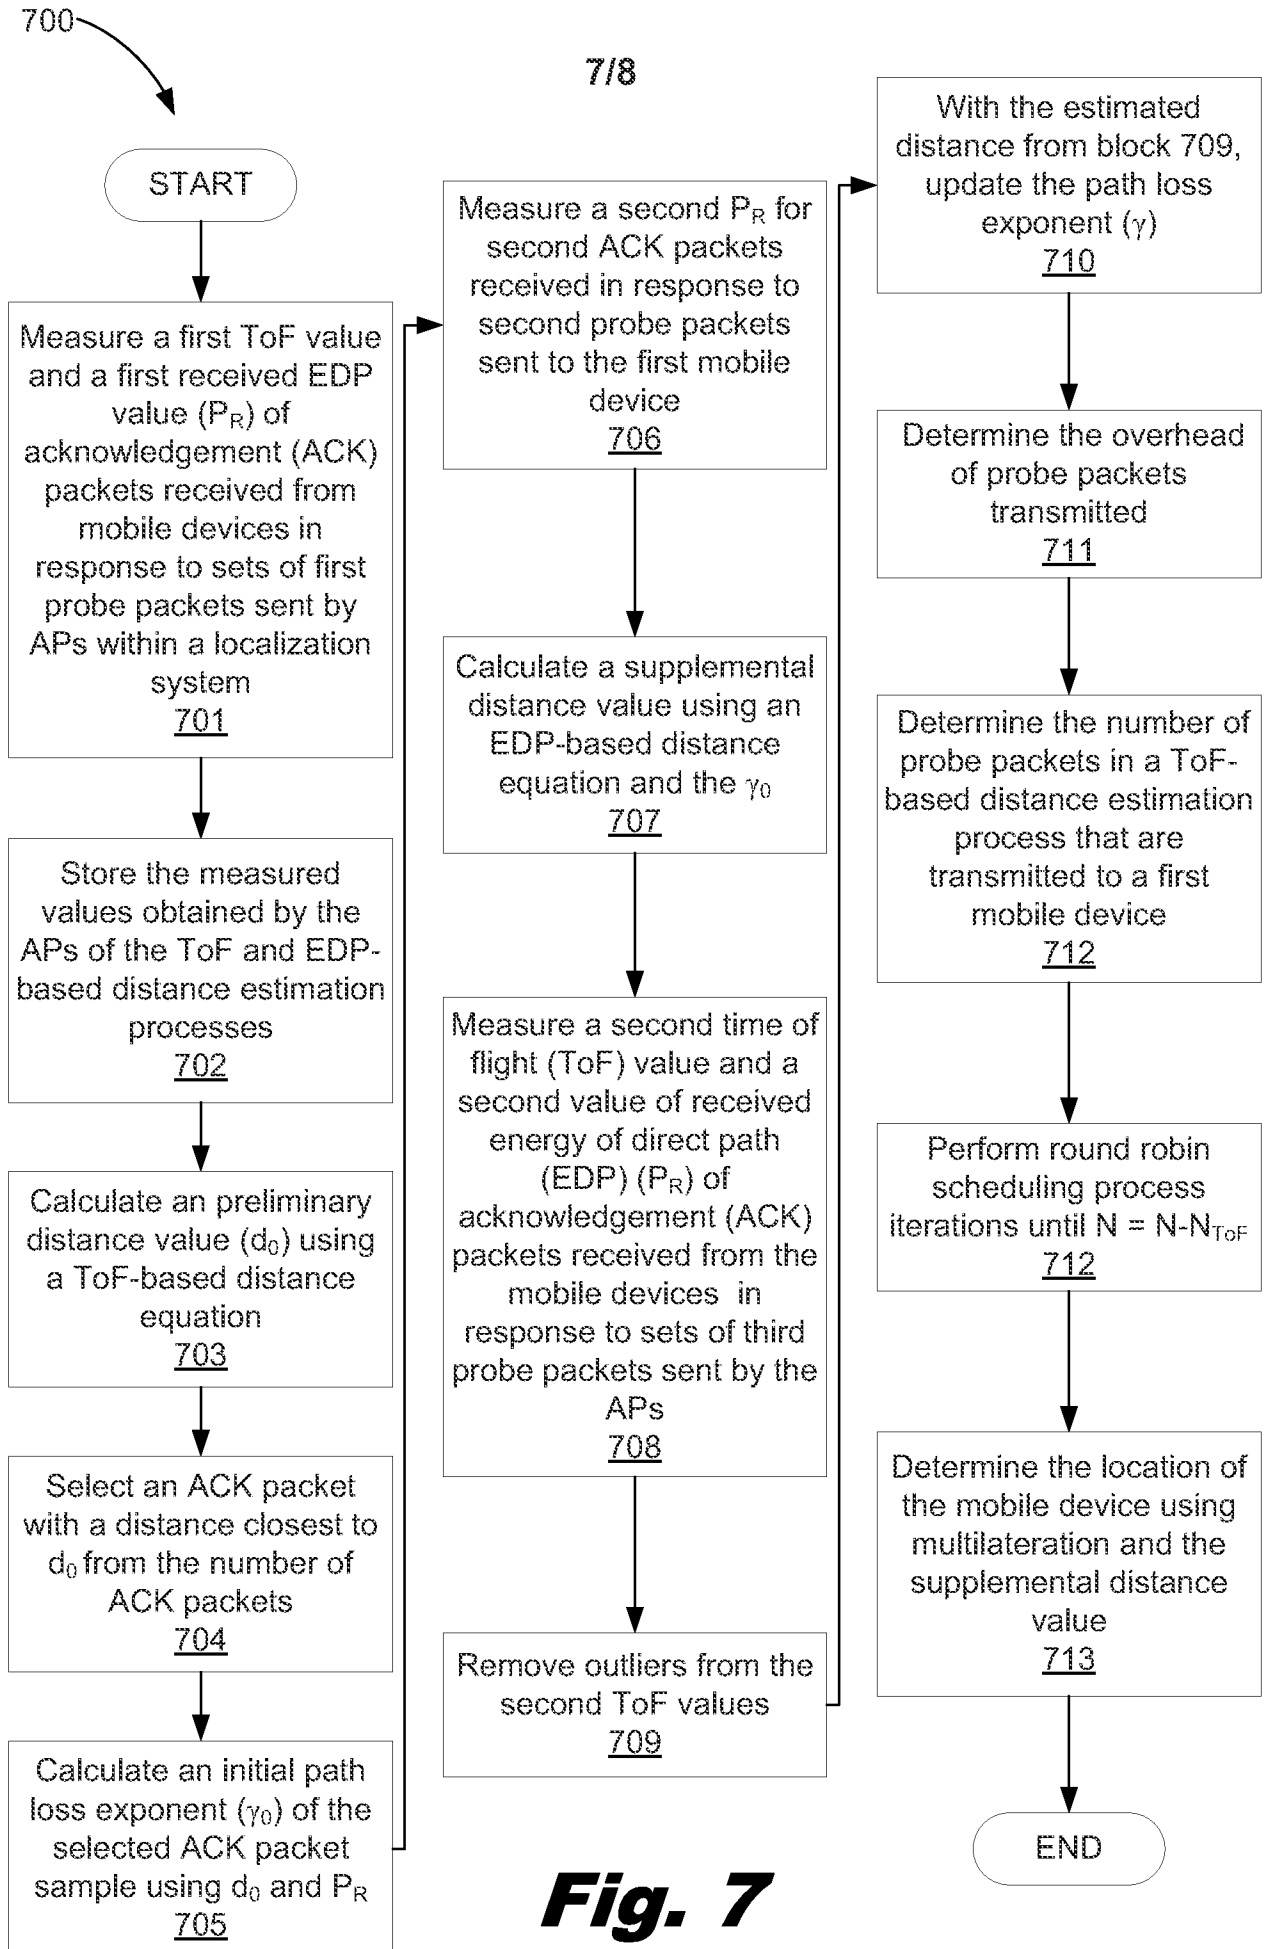 700
7/8
START
Measure a first ToF value
and a first received EDP
value (PR) of
acknowledgement (ACK)
packets received from
mobile devices in
response to sets of first
probe packets sent by
APs within a localization
system
701
Store the measured
values obtained by the
APs of the ToF and EDP-
based distance estimation
processes
702
Calculate an preliminary
distance value (d0) using
a ToF-based distance
equation
703
Select an ACK packet
with a distance closest to
d0 from the number of
ACK packets
704
Calculate an initial path
loss exponent (γ0) of the
selected ACK packet
sample using d0 and PR
705
Measure a second PR for
second ACK packets
received in response to
second probe packets
sent to the first mobile
device
706
Calculate a supplemental
distance value using an
EDP-based distance
equation and the γ0
707
Measure a second time of
flight (ToF) value and a
second value of received
energy of direct path
(EDP) (PR) of
acknowledgement (ACK)
packets received from the
mobile devices in
response to sets of third
probe packets sent by the
APs
708
Remove outliers from the
second ToF values
709
With the estimated
distance from block 709,
update the path loss
exponent (γ)
710
Determine the overhead
of probe packets
transmitted
711
Determine the number of
probe packets in a ToF-
based distance estimation
process that are
transmitted to a first
mobile device
712
Perform round robin
scheduling process
iterations until N = N-NToF
712
Determine the location of
the mobile device using
multilateration and the
supplemental distance
value
713
END
Fig. 7